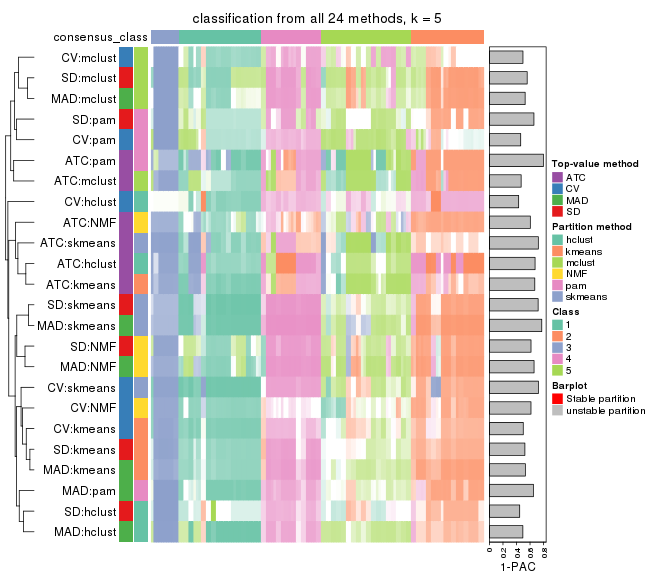 classification from all 24 methods, k = 5
consensus_class
CV:mclust
SD:mclust
MAD:mclust
SD:pam
CV:pam
ATC:pam
ATC:mclust
CV:hclust
ATC:NMF
ATC:skmeans
ATC:hclust
ATC:kmeans
SD:skmeans
MAD:skmeans
SD:NMF
MAD:NMF
CV:skmeans
CV:NMF
CV:kmeans
SD:kmeans
MAD:kmeans
MAD:pam
SD:hclust
MAD:hclust
0
0.2
0.4
0.6
0.8
1-PAC
Top-value method
ATC
CV
MAD
SD
Partition method
hclust
kmeans
mclust
NMF
pam
skmeans
Class
1
2
3
4
5
Barplot
Stable partition
unstable partition